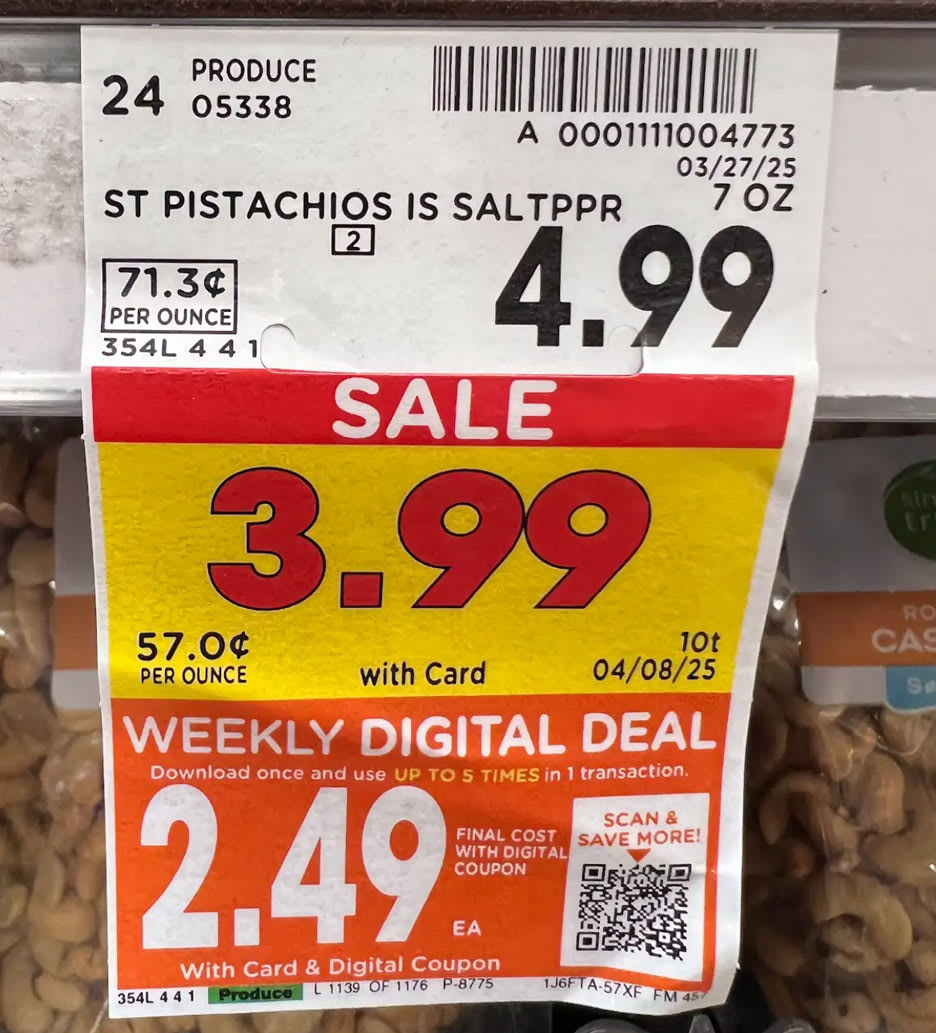 24 PRODUCE
05338
A 0001111004773
03/27/25
ST PISTACHIOS IS SALTPPR 7 OZ
2
71.3¢
PER OUNCE
4.99
354L 4 4 1
SALE
3.99
57.0¢
PER OUNCE
with Card
10t
04/08/25
WEEKLY DIGITAL DEAL
Download once and use UP TO 5 TIMES in 1 transaction.
2.49
FINAL COST
WITH DIGITAL
COUPON
EA
SCAN &
SAVE MORE!
With Card & Digital Coupon
354L 4 4 1 Produce L 1139 OF 1176 P-8775 1J6FTA-57XF FM 457